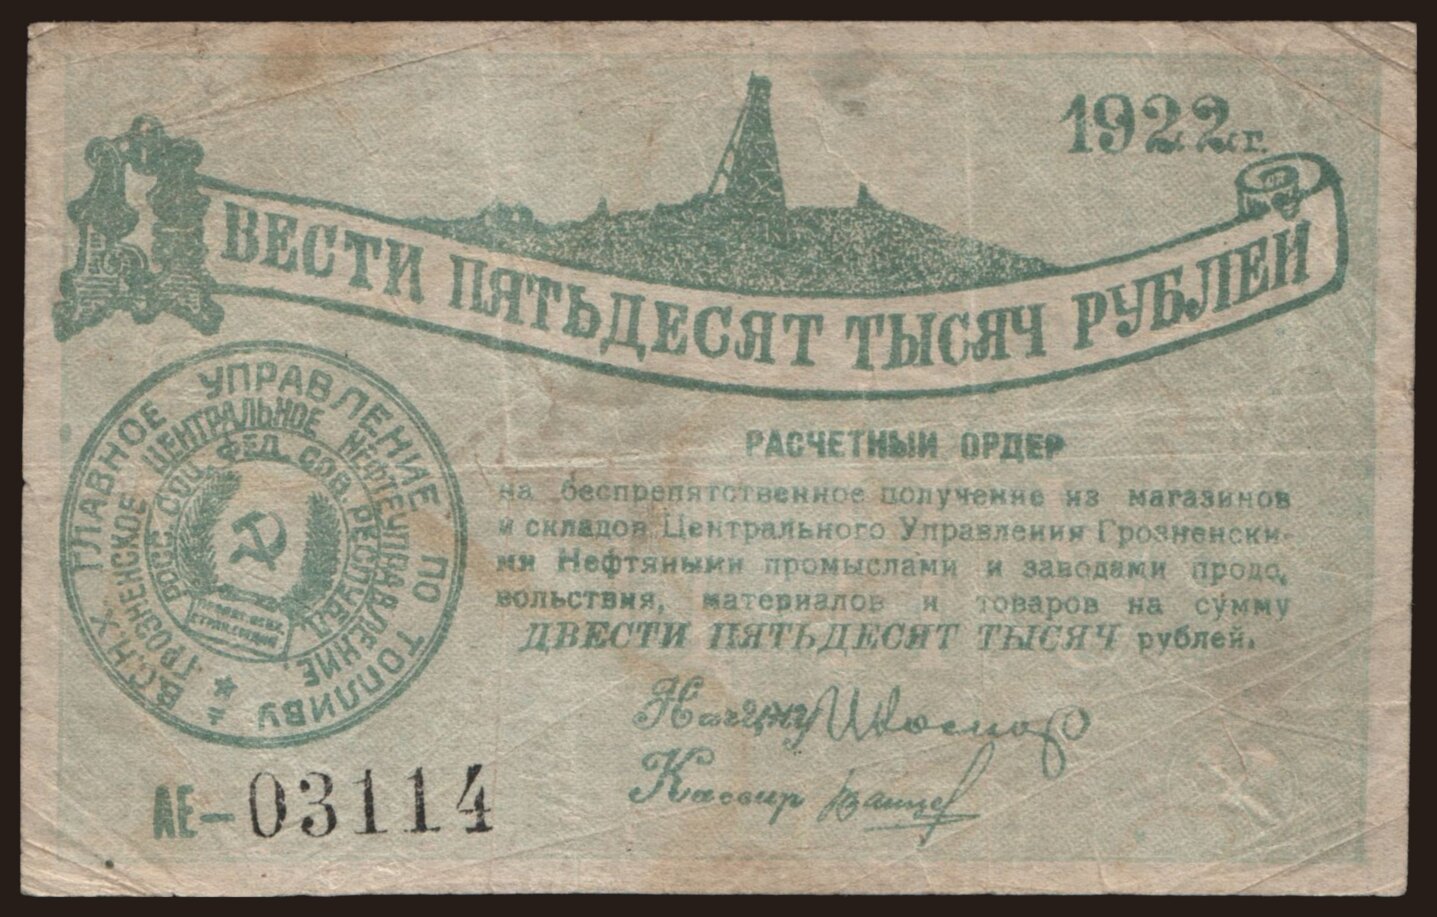 1922 г.
ДВЕСТИ ПЯТЬДЕСЯТ ТЫСЯЧ РУБЛЕЙ
РАСЧЕТНЫЙ ОРДЕР
на беспрепятственное получение из магазинов
и складов Центрального Управления Грозненски-
ми Нефтяными промыслами и заводами продо,
вольствия, материалов и товаров на сумму
ДВЕСТИ ПЯТЬДЕСЯТ ТЫСЯЧ рублей.
В.С.Н.Х. ГЛАВНОЕ УПРАВЛЕНИЕ ПО ТОПЛИВУ
ГРОЗНЕНСКОЕ ЦЕНТРАЛЬНОЕ НЕФТЕУПРАВЛЕНИЕ
РОСС. СОЦ. ФЕД. СОВ. РЕСПУБЛ.
Начцну
Кассир
АЕ-03114